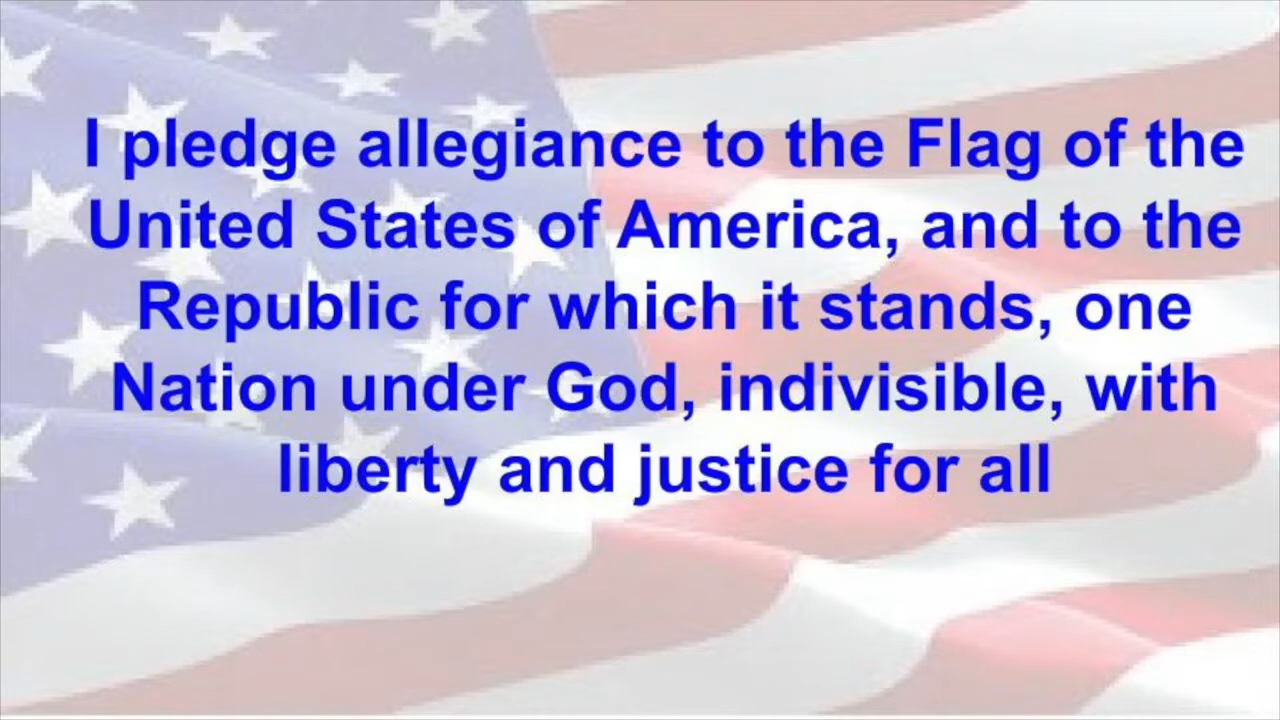 I pledge allegiance to the Flag of the
United States of America, and to the
Republic for which it stands, one
Nation under God, indivisible, with
liberty and justice for all